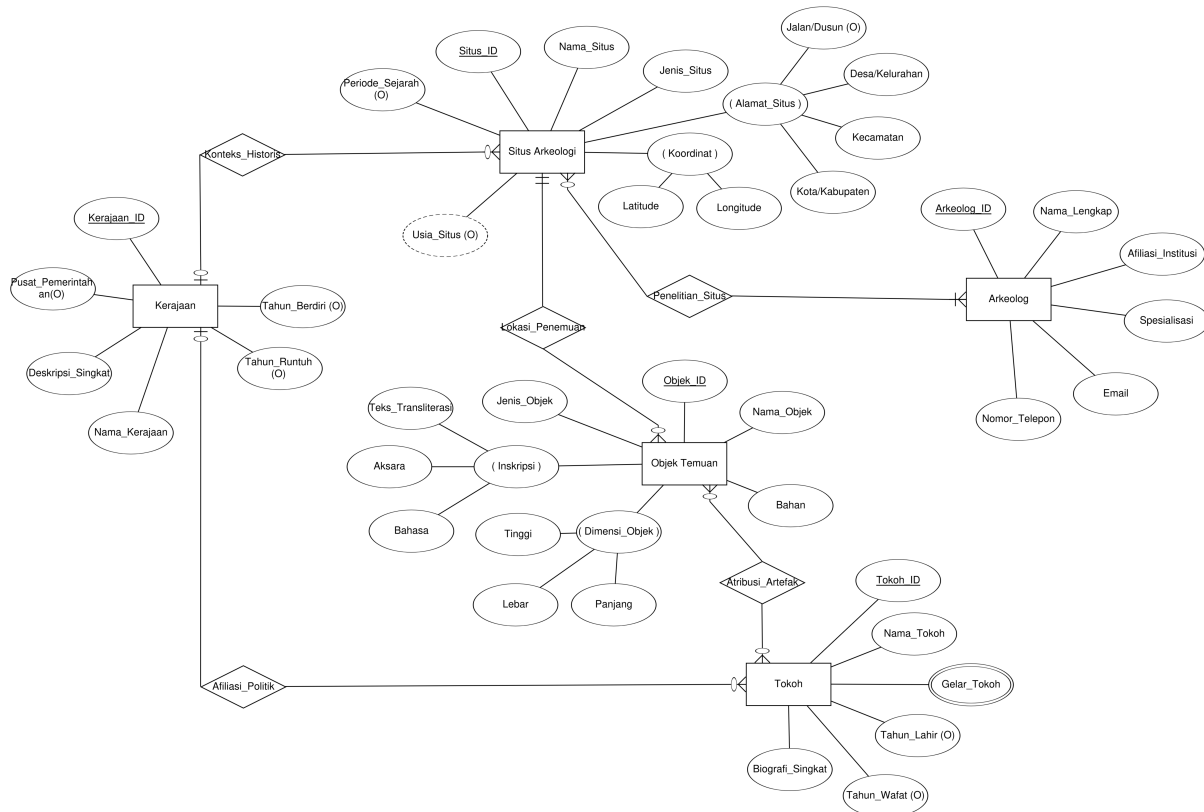 Jalan/Dusun (O)
Situs_ID
Nama_Situs
Jenis_Situs
Desa/Kelurahan
Periode_Sejarah
(O)
( Alamat_Situs )
Kecamatan
Konteks_Historis
Situs Arkeologi
( Koordinat )
Kota/Kabupaten
Latitude
Longitude
Kerajaan_ID
Usia_Situs (O)
Arkeolog_ID
Nama_Lengkap
Afiliasi_Institusi
Pusat_Pemerintah
an(O)
Kerajaan
Tahun_Berdiri (O)
Penelitian_Situs
Arkeolog
Spesialisasi
Lokasi_Penemuan
Deskripsi_Singkat
Tahun_Runtuh
(O)
Objek_ID
Email
Nomor_Telepon
Teks_Transliterasi
Jenis_Objek
Nama_Objek
Nama_Kerajaan
Aksara
( Inskripsi )
Objek Temuan
Bahan
Bahasa
Tinggi
( Dimensi_Objek )
Atribusi_Artefak
Tokoh_ID
Lebar
Panjang
Nama_Tokoh
Afiliasi_Politik
Tokoh
Gelar_Tokoh
Tahun_Lahir (O)
Biografi_Singkat
Tahun_Wafat (O)